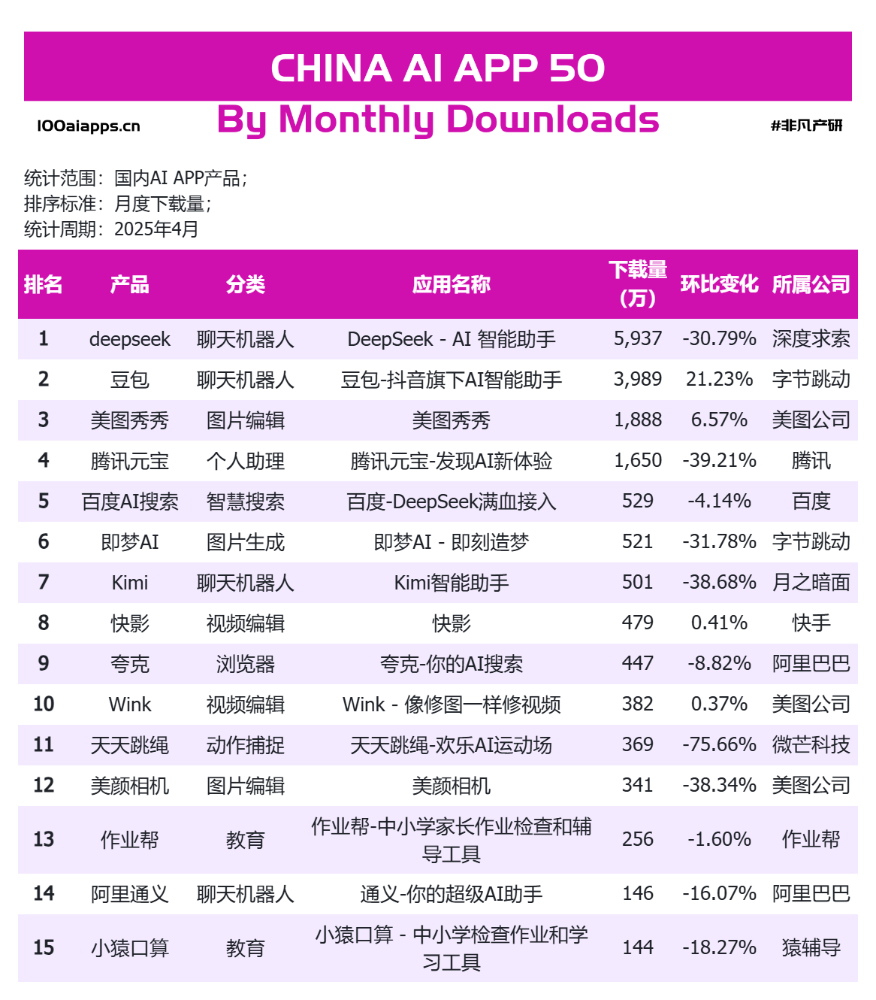 CHINA AI APP 50
By Monthly Downloads
100aiapps.cn
#非凡产研
统计范围：国内AI APP产品；
排序标准：月度下载量；
统计周期：2025年4月
排名 产品 分类 应用名称 下载量（万） 环比变化 所属公司
1 deepseek 聊天机器人 DeepSeek - AI 智能助手 5,937 -30.79% 深度求索
2 豆包 聊天机器人 豆包-抖音旗下AI智能助手 3,989 21.23% 字节跳动
3 美图秀秀 图片编辑 美图秀秀 1,888 6.57% 美图公司
4 腾讯元宝 个人助理 腾讯元宝-发现AI新体验 1,650 -39.21% 腾讯
5 百度AI搜索 智慧搜索 百度-DeepSeek满血接入 529 -4.14% 百度
6 即梦AI 图片生成 即梦AI - 即刻造梦 521 -31.78% 字节跳动
7 Kimi 聊天机器人 Kimi智能助手 501 -38.68% 月之暗面
8 快影 视频编辑 快影 479 0.41% 快手
9 夸克 浏览器 夸克-你的AI搜索 447 -8.82% 阿里巴巴
10 Wink 视频编辑 Wink - 像修图一样修视频 382 0.37% 美图公司
11 天天跳绳 动作捕捉 天天跳绳-欢乐AI运动场 369 -75.66% 微芒科技
12 美颜相机 图片编辑 美颜相机 341 -38.34% 美图公司
13 作业帮 教育 作业帮-中小学家长作业检查和辅导工具 256 -1.60% 作业帮
14 阿里通义 聊天机器人 通义-你的超级AI助手 146 -16.07% 阿里巴巴
15 小猿口算 教育 小猿口算 - 中小学检查作业和学习工具 144 -18.27% 猿辅导